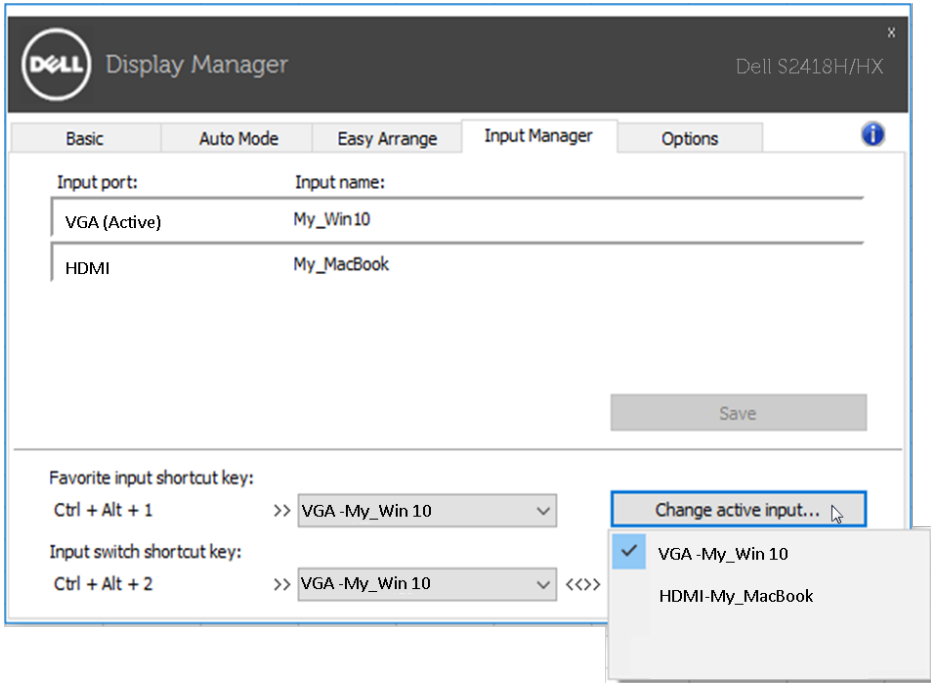 DELL Display Manager
x
Dell S2418H/HX
Basic Auto Mode Easy Arrange Input Manager Options i
Input port: Input name:
VGA (Active) My_Win10
HDMI My_MacBook
Save
Favorite input shortcut key:
Ctrl + Alt + 1 >> VGA -My_Win 10 Change active input...
Input switch shortcut key:
Ctrl + Alt + 2 >> VGA -My_Win 10 <<>>
VGA -My_Win 10
HDMI-My_MacBook